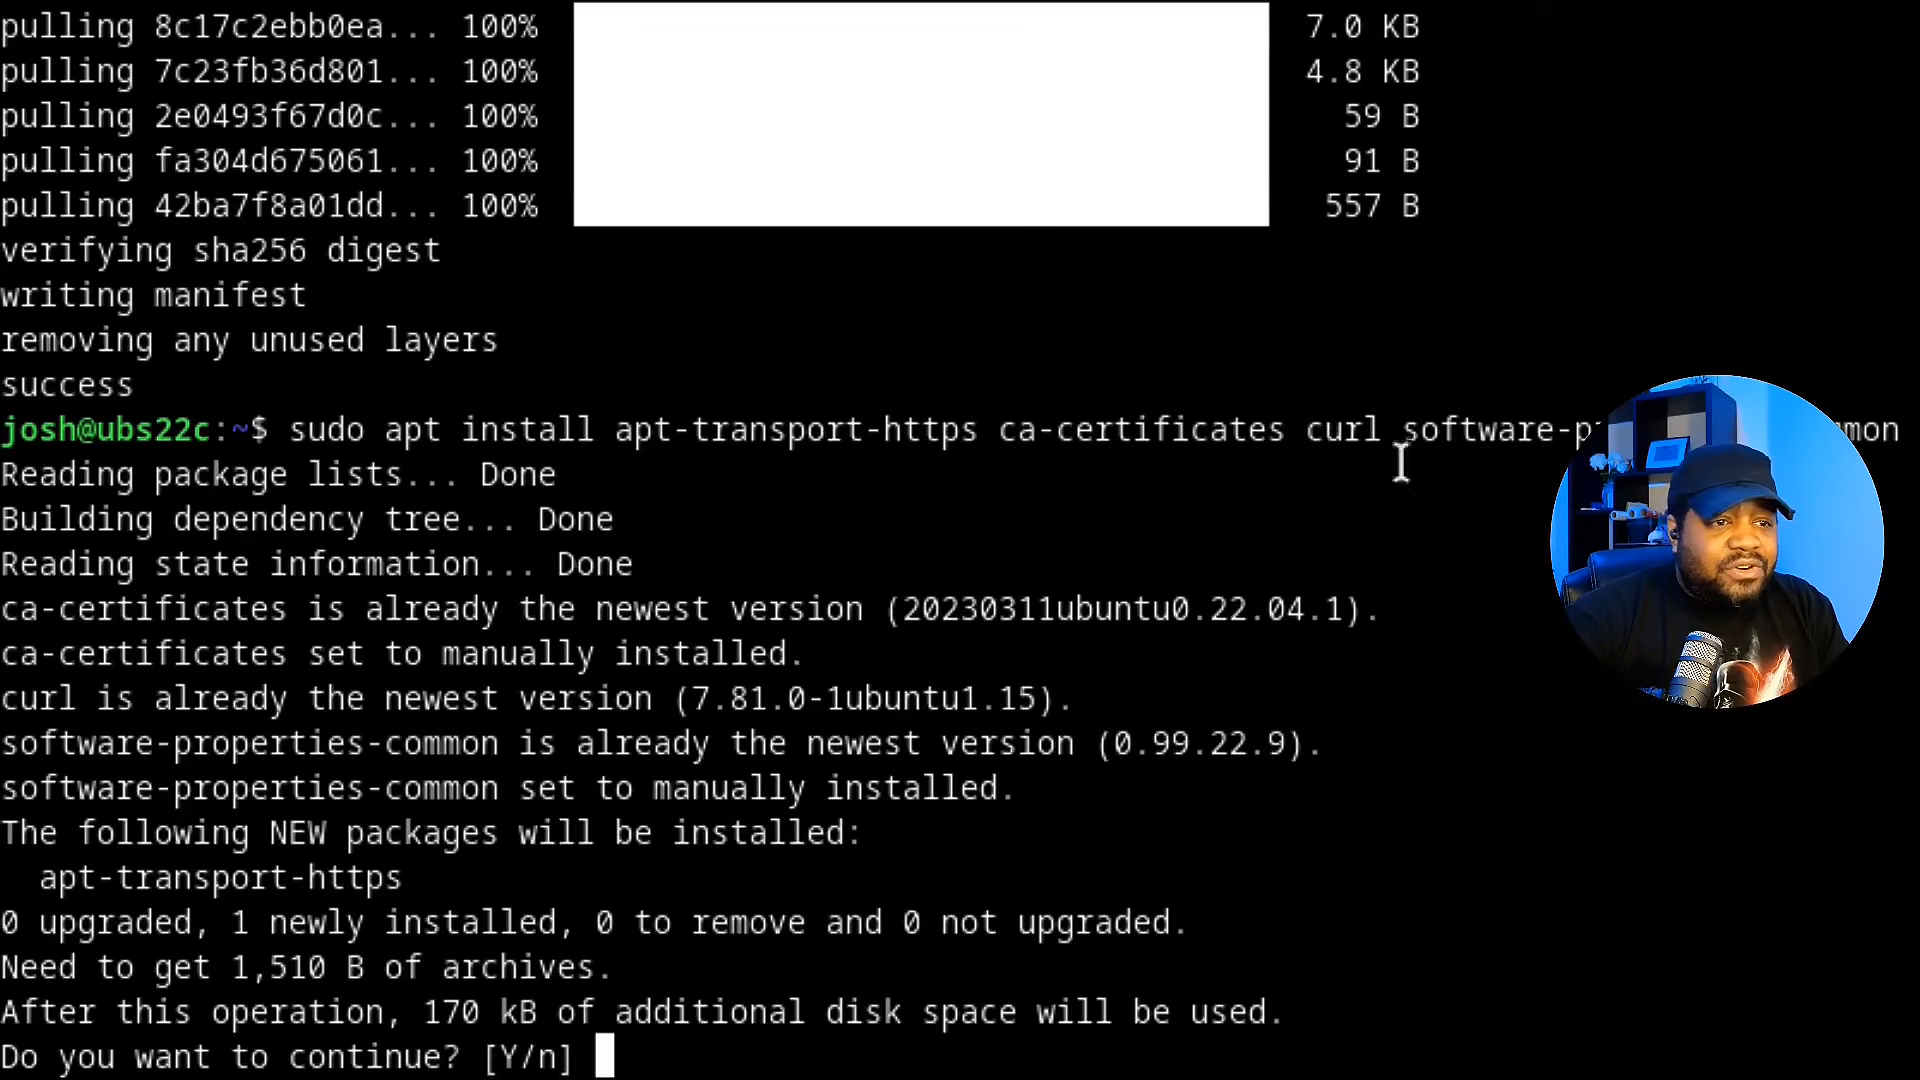 pulling 8c17c2ebb0ea... 100% 7.0 KB
pulling 7c23fb36d801... 100% 4.8 KB
pulling 2e0493f67d0c... 100% 59 B
pulling fa304d675061... 100% 91 B
pulling 42ba7f8a01dd... 100% 557 B
verifying sha256 digest
writing manifest
removing any unused layers
success
josh@ubs22c:~$ sudo apt install apt-transport-https ca-certificates curl software-p mmon
Reading package lists... Done
Building dependency tree... Done
Reading state information... Done
ca-certificates is already the newest version (20230311ubuntu0.22.04.1).
ca-certificates set to manually installed.
curl is already the newest version (7.81.0-1ubuntu1.15).
software-properties-common is already the newest version (0.99.22.9).
software-properties-common set to manually installed.
The following NEW packages will be installed:
  apt-transport-https
0 upgraded, 1 newly installed, 0 to remove and 0 not upgraded.
Need to get 1,510 B of archives.
After this operation, 170 kB of additional disk space will be used.
Do you want to continue? [Y/n]